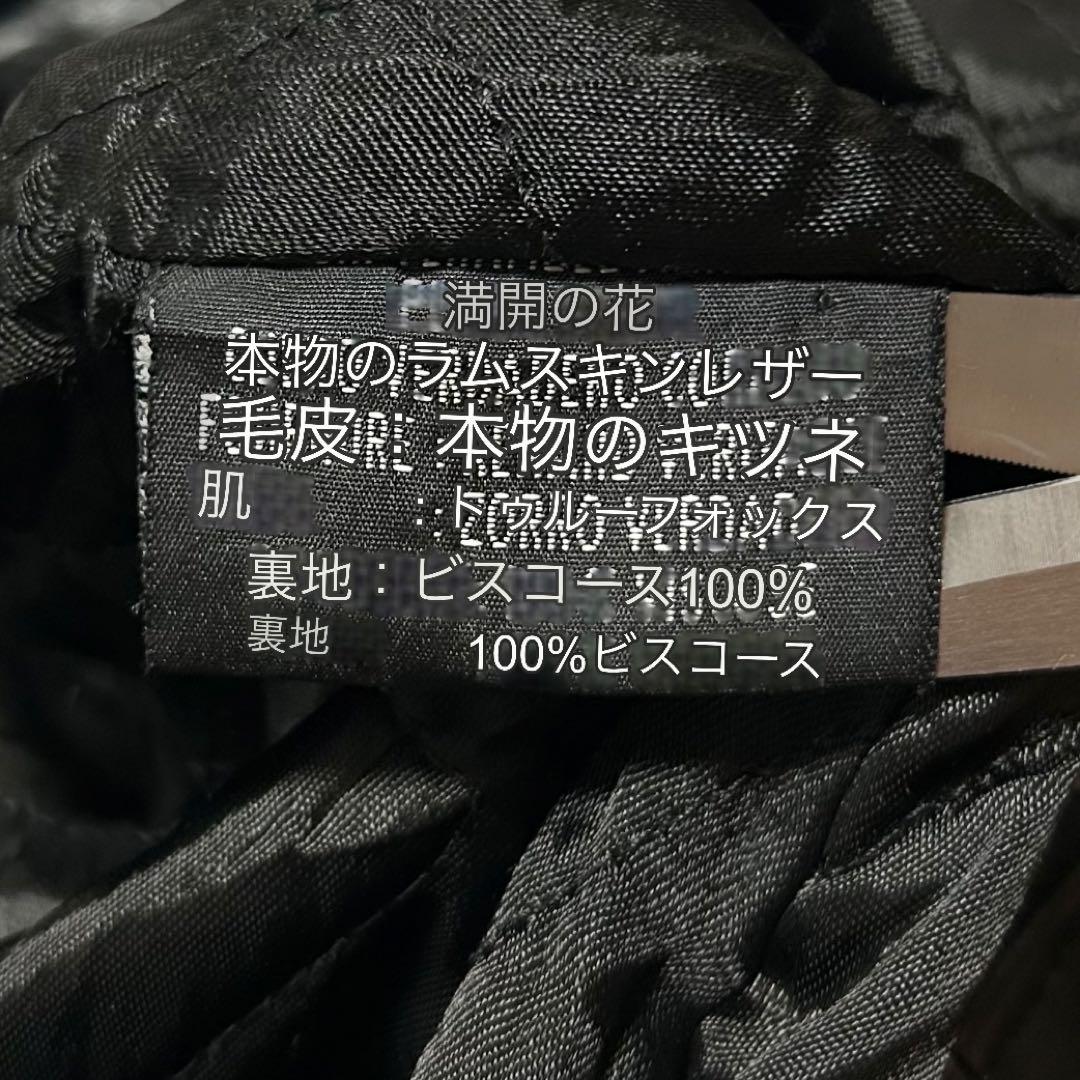 満開の花
本物のラムスキンレザー
毛皮：本物のキツネ
肌 ：トゥルーフォックス
裏地：ビスコース100%
裏地 100%ビスコース